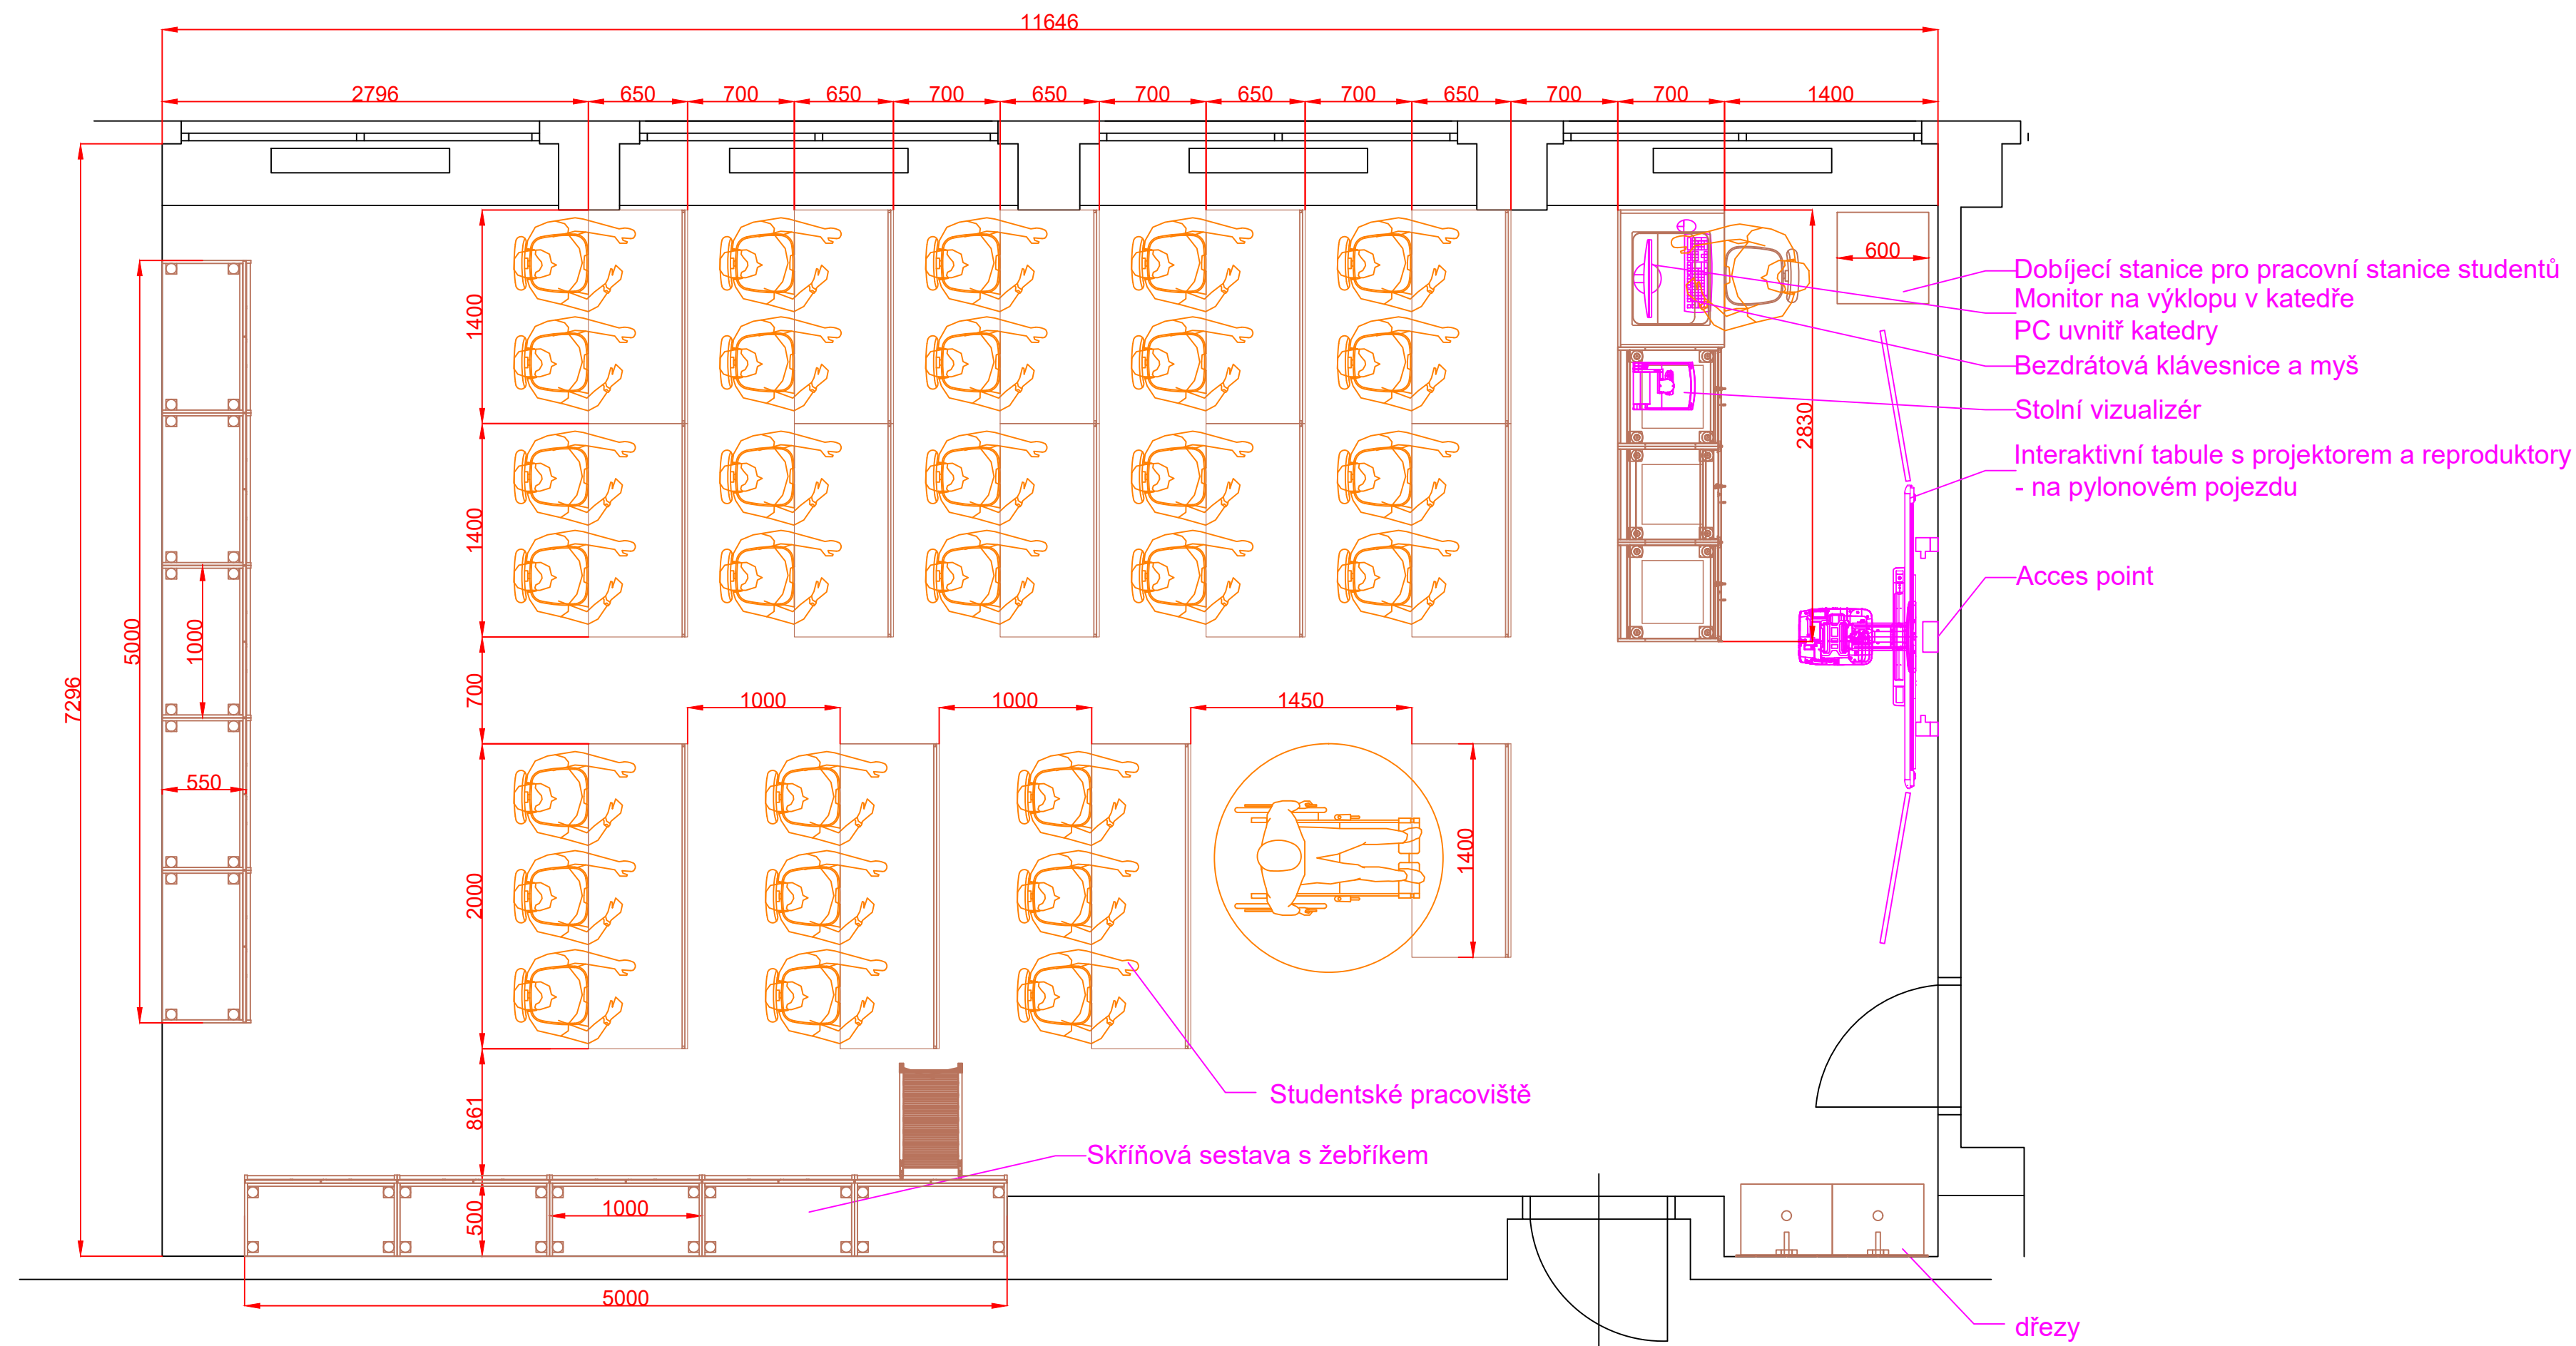 11646
2796 650 700 650 700 650 700 650 700 650 700 700 1400
600
Dobíjecí stanice pro pracovní stanice studentů
Monitor na výklopu v katedře
PC uvnitř katedry
Bezdrátová klávesnice a myš
Stolní vizualizér
Interaktivní tabule s projektorem a reproduktory
- na pylonovém pojezdu
Acces point
1400
2830
1400
5000
1000
7296
700
1000 1000 1450
550
1400
2000
861
Studentské pracoviště
Skříňová sestava s žebříkem
500
1000
5000
dřezy